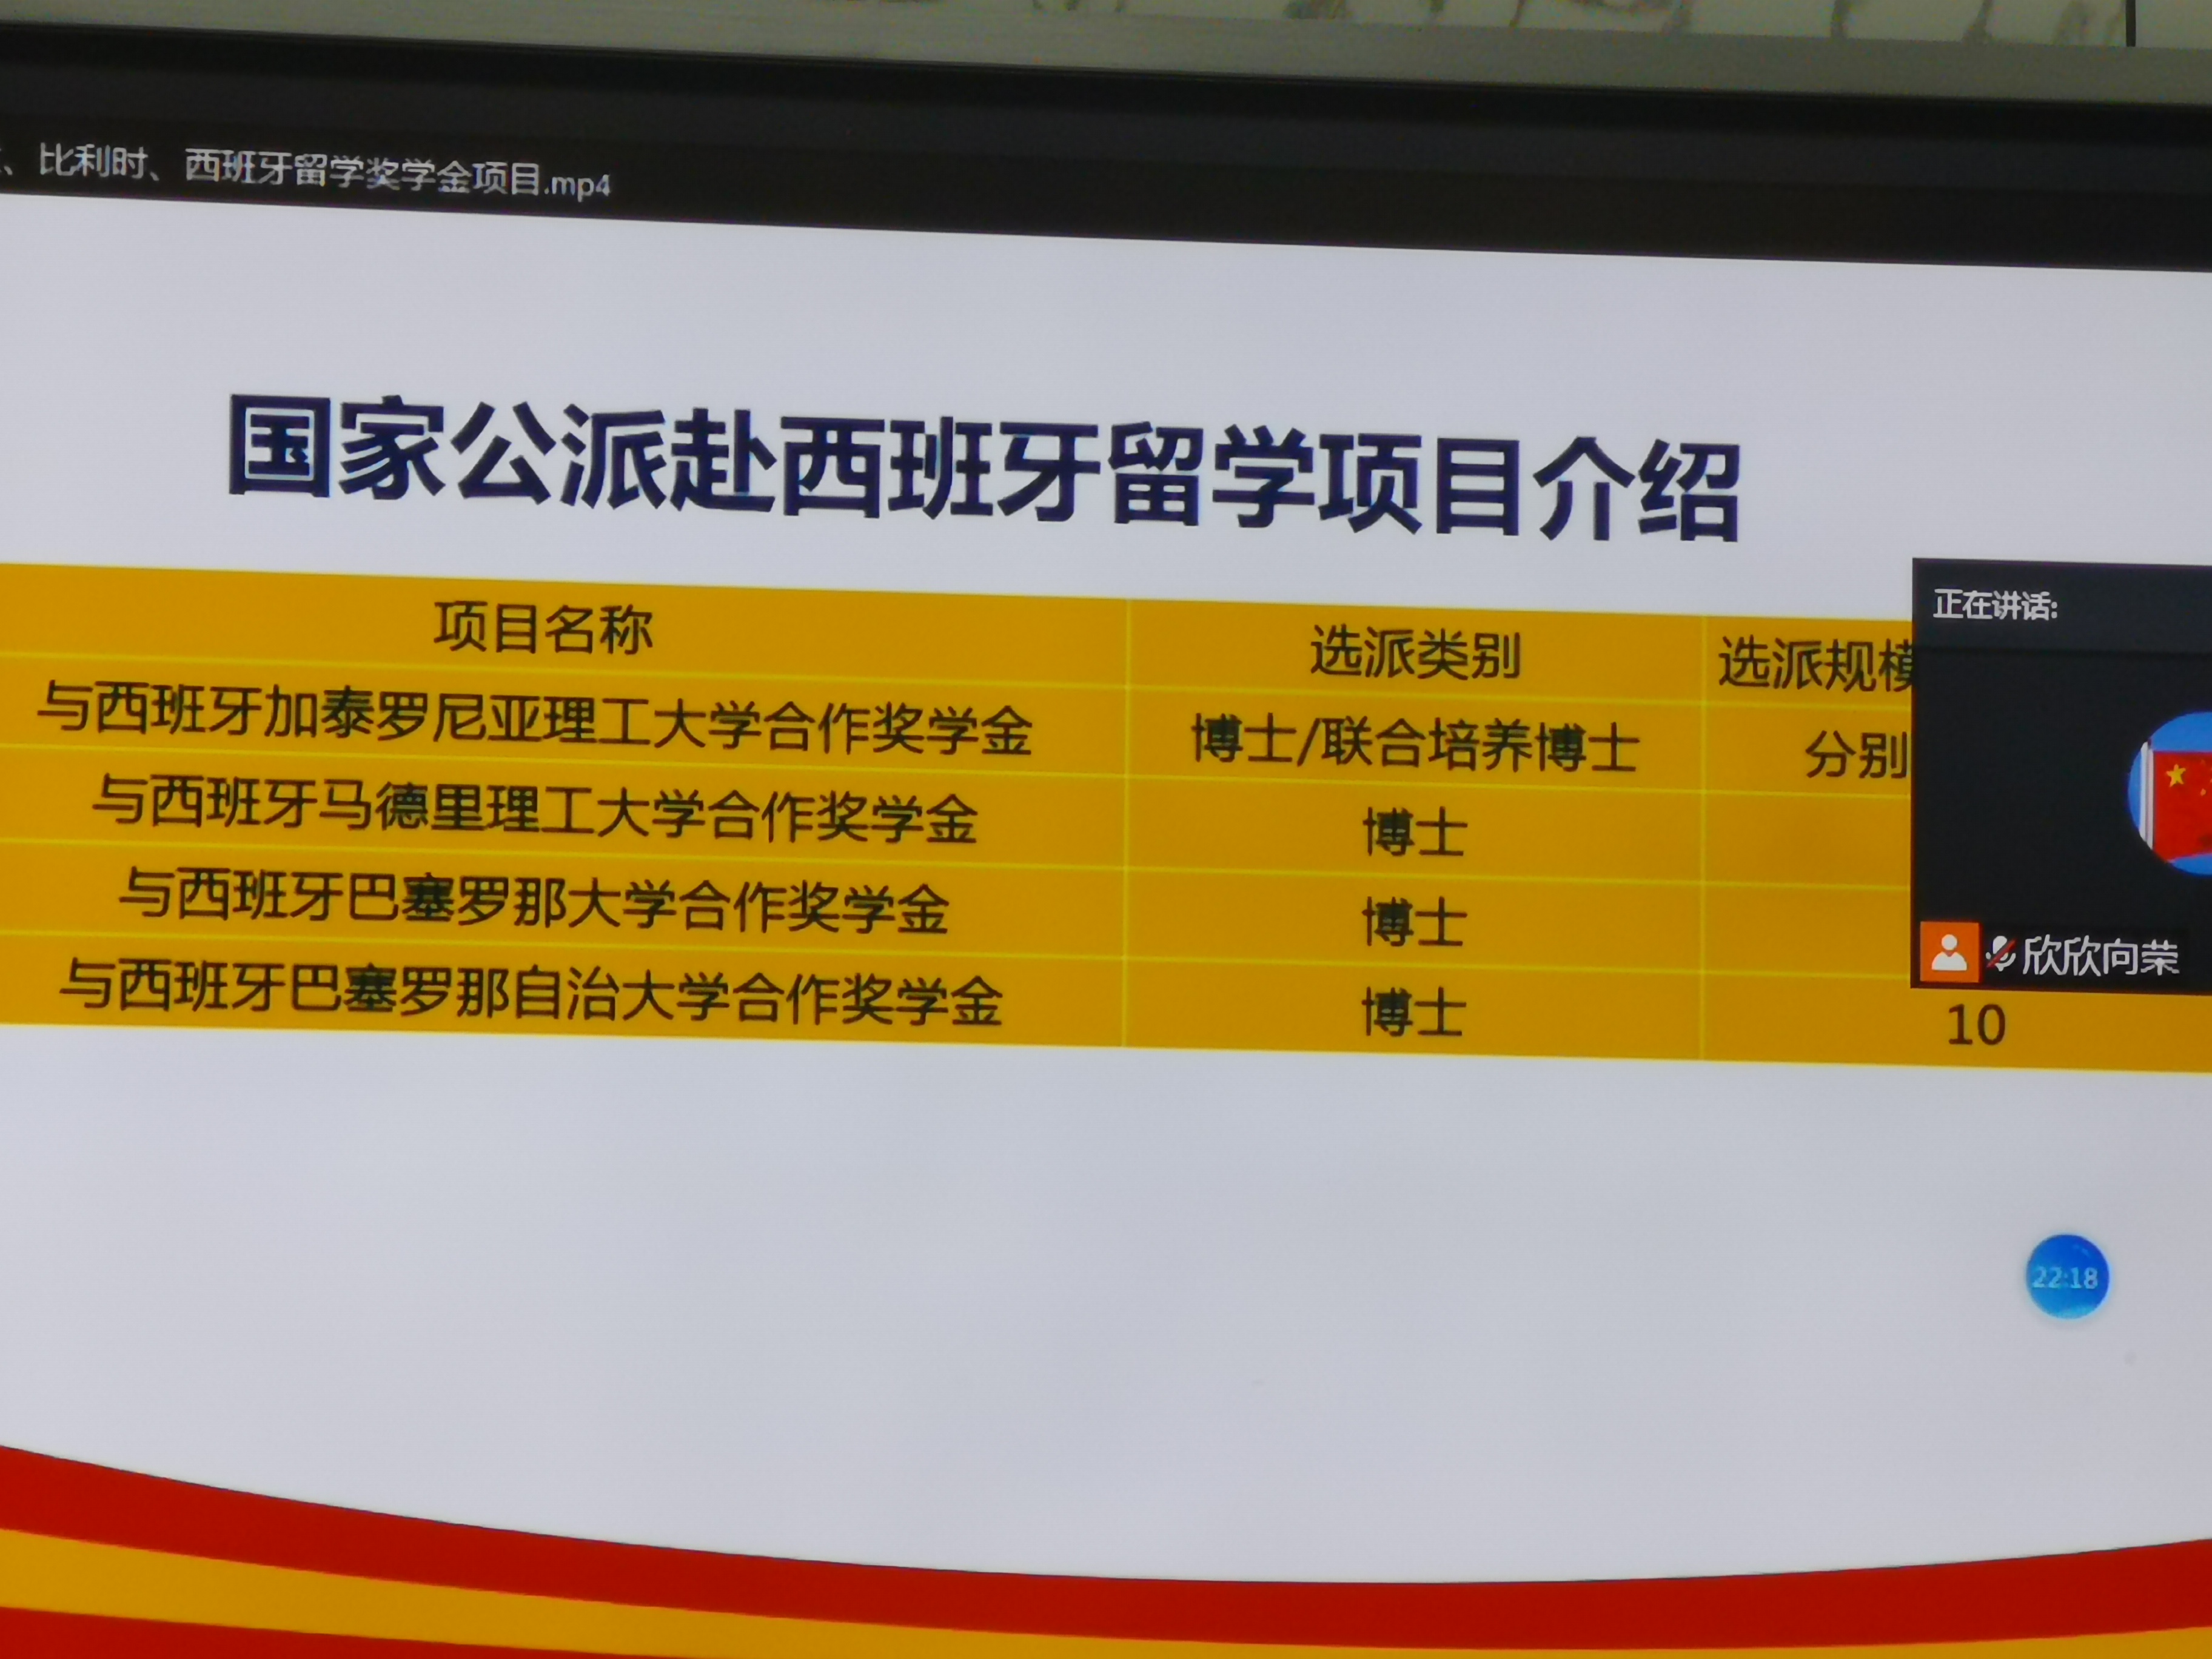 、比利时、西班牙留学奖学金项目.mp4
国家公派赴西班牙留学项目介绍
项目名称 选派类别 选派规模
与西班牙加泰罗尼亚理工大学合作奖学金 博士/联合培养博士 分别
与西班牙马德里理工大学合作奖学金 博士
与西班牙巴塞罗那大学合作奖学金 博士
与西班牙巴塞罗那自治大学合作奖学金 博士 10
正在讲话:
欣欣向荣
22:18